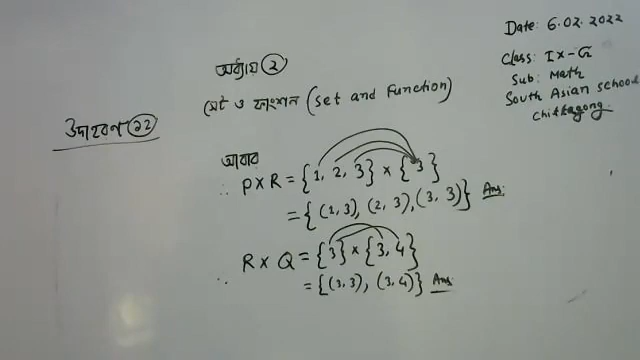 Date: 6.02.2022
Class: IX-G
Sub: Math
South Asian school
Chittagong.
অধ্যায় ২
সেট ও ফাংশন (Set and Function)
উদাহরণ ১২
আবার
∴ P×R = {1, 2, 3} × {3}
= {(1, 3), (2, 3), (3, 3)} Ans:
∴ R × Q = {3} × {3, 4}
= {(3, 3), (3, 4)} Ans: